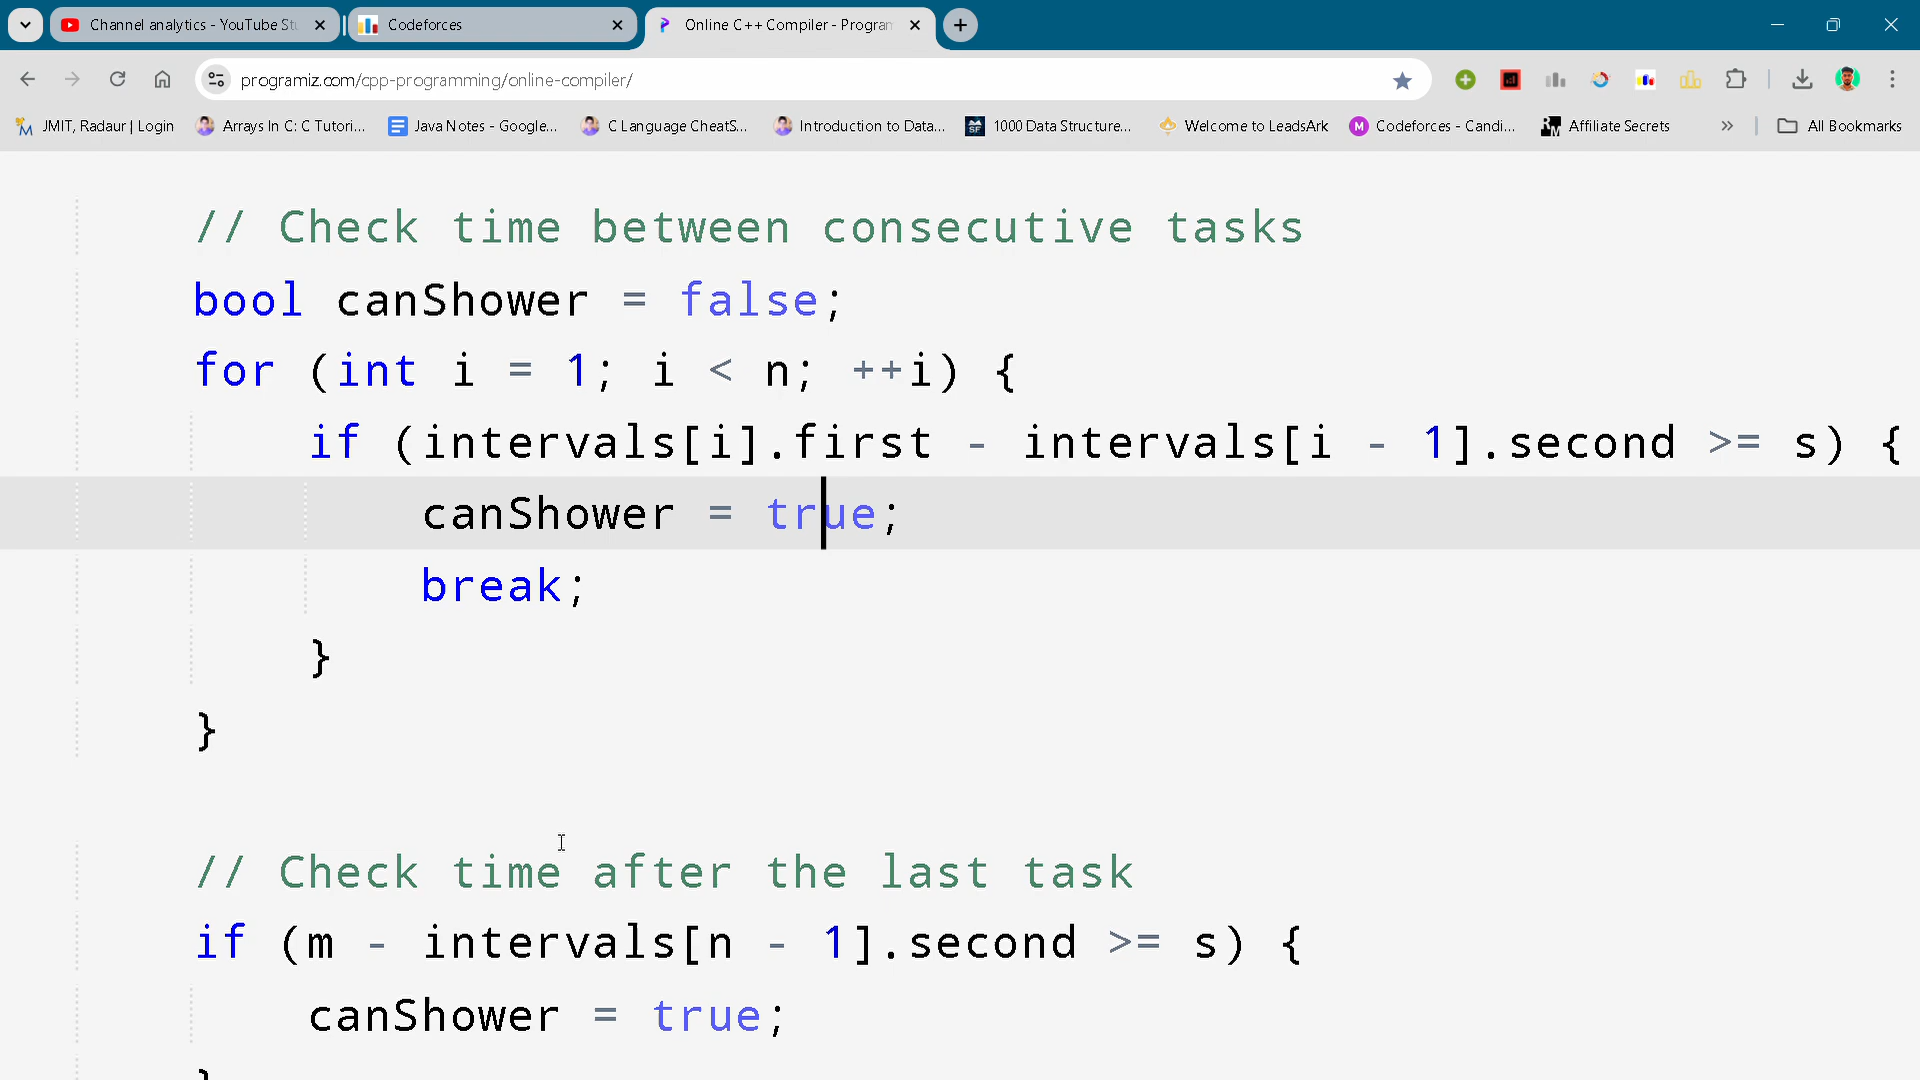 Channel analytics - YouTube St
Codeforces
Online C++ Compiler - Program
programiz.com/cpp-programming/online-compiler/
JMIT, Radaur | Login
Arrays In C: C Tutori...
Java Notes - Google...
C Language CheatS...
Introduction to Data...
1000 Data Structure...
Welcome to LeadsArk
Codeforces - Candi...
Affiliate Secrets
All Bookmarks
// Check time between consecutive tasks
bool canShower = false;
for (int i = 1; i < n; ++i) {
if (intervals[i].first - intervals[i - 1].second >= s) {
canShower = true;
break;
}
}
// Check time after the last task
if (m - intervals[n - 1].second >= s) {
canShower = true;
}